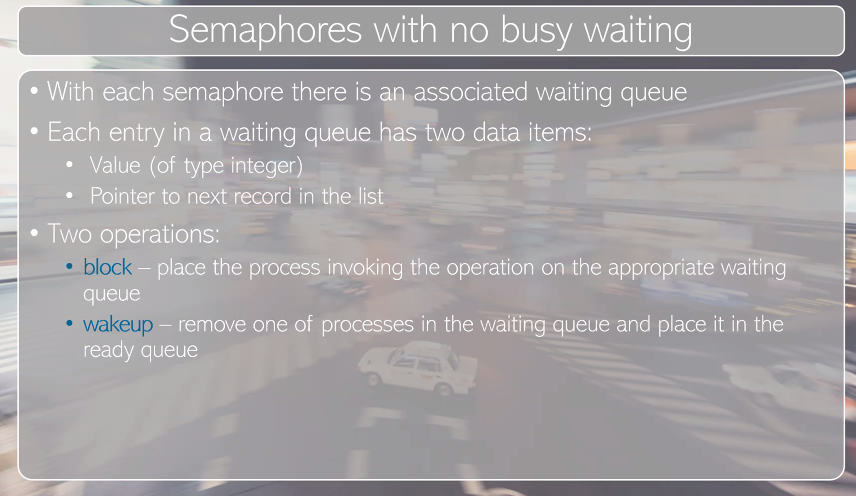 Semaphores with no busy waiting
• With each semaphore there is an associated waiting queue
• Each entry in a waiting queue has two data items:
• Value (of type integer)
• Pointer to next record in the list
• Two operations:
• block – place the process invoking the operation on the appropriate waiting
queue
• wakeup – remove one of processes in the waiting queue and place it in the
ready queue